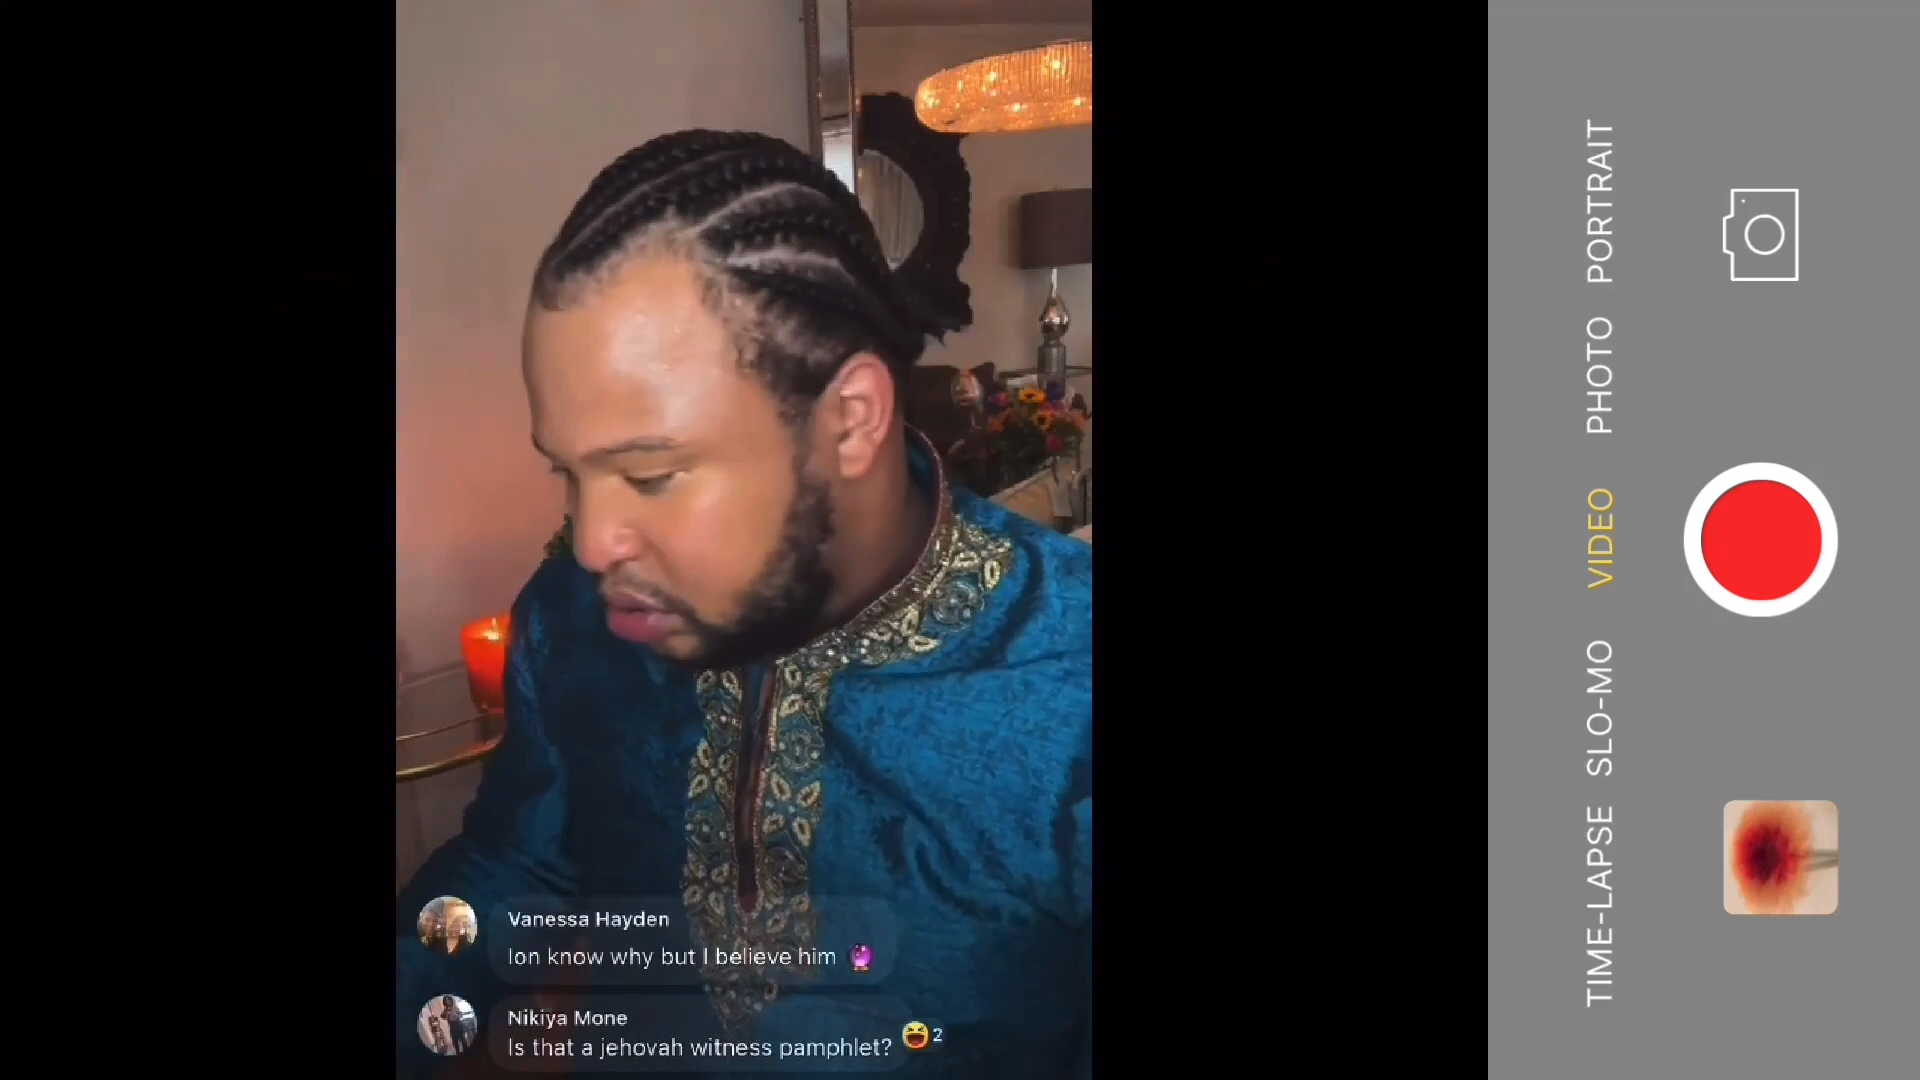 Vanessa Hayden
Ion know why but I believe him
Nikiya Mone
Is that a jehovah witness pamphlet?
2
TIME-LAPSE SLO-MO VIDEO PHOTO PORTRAIT